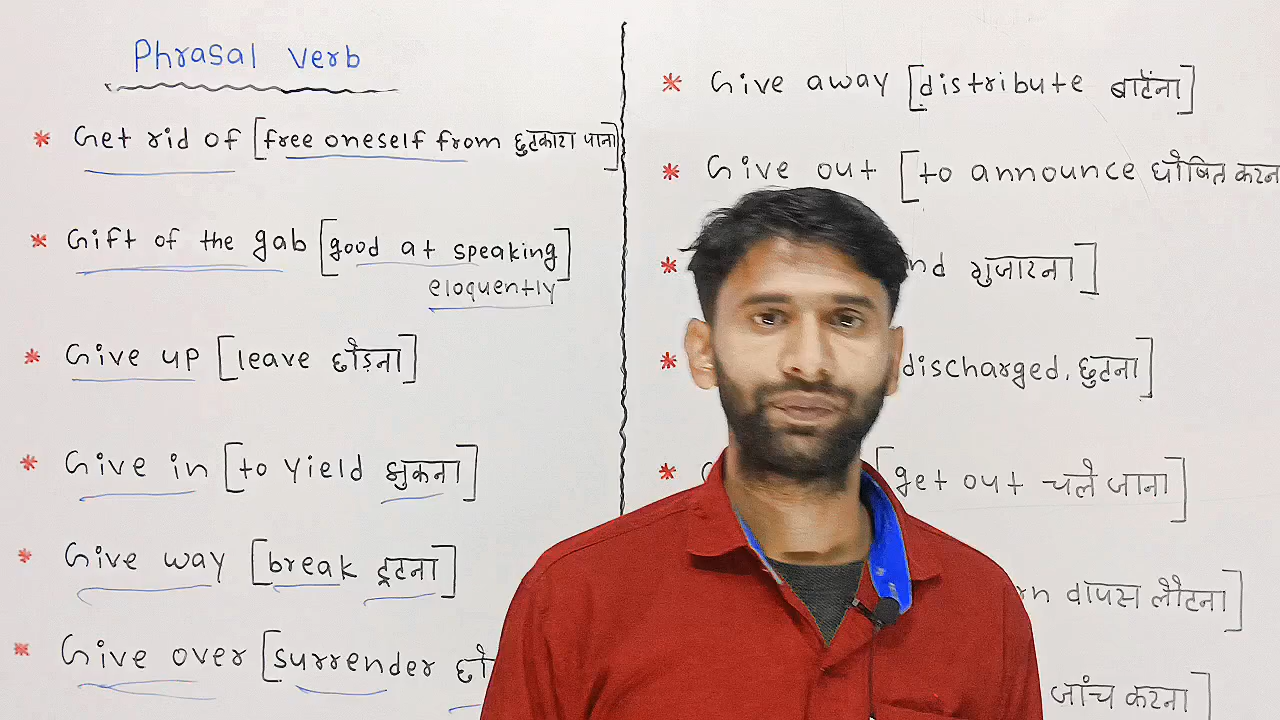 Phrasal verb
* Get rid of [free oneself from छुटकारा पाना]
* Gift of the gab [good at speaking
eloquently
* Give up [leave छोड़ना]
* Give in [to yield झुकना]
* Give way [break टूटना]
* Give over [surrender
* Give away [distribute बाटॅना]
* Give out [to announce घोषित करन
* गुजारना]
* discharged, छुटना]
* [get out चले जाना]
वापस लौटना]
जांच करना]